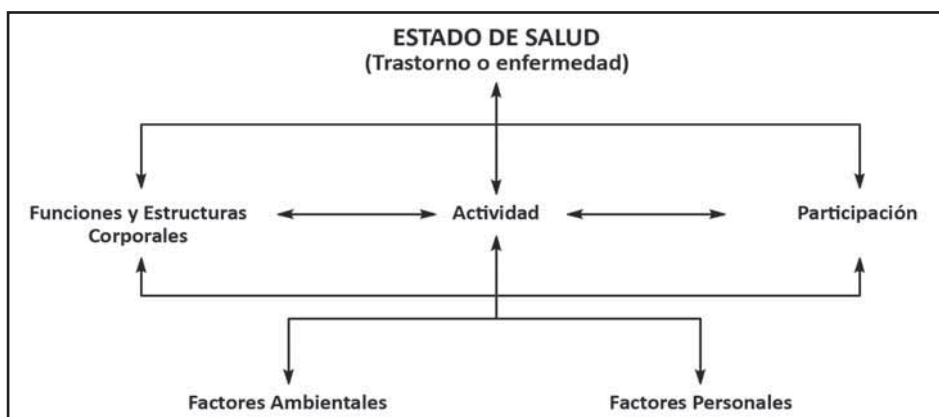 ESTADO DE SALUD
(Trastorno o enfermedad)
Funciones y Estructuras
Corporales
Actividad
Participación
Factores Ambientales
Factores Personales